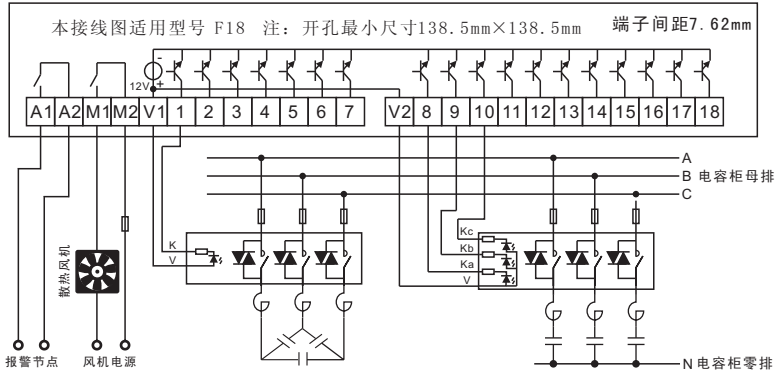 本接线图适用型号 F18 注：开孔最小尺寸138.5mm×138.5mm 端子间距7.62mm
- 
12V +
A1 A2 M1 M2 V1 1 2 3 4 5 6 7 V2 8 9 10 11 12 13 14 15 16 17 18
A
B 电容柜母排
C
K
V
Kc
Kb
Ka
V
散热风机
报警节点 风机电源
N 电容柜零排